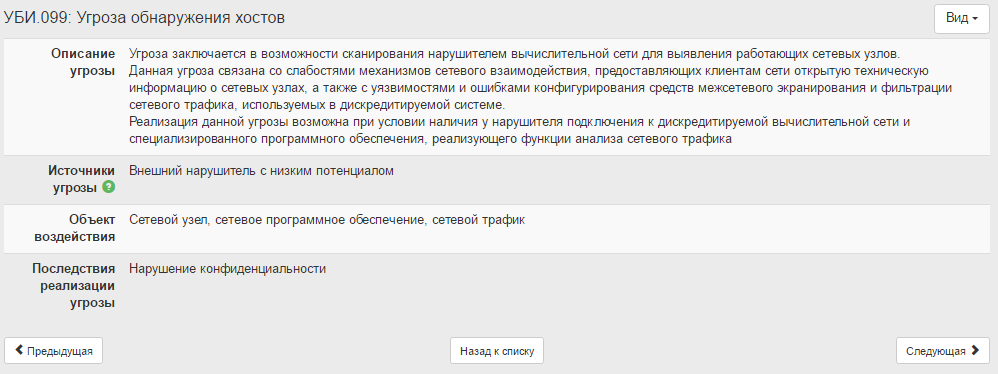 УБИ.099: Угроза обнаружения хостов
Вид
Описание угрозы
Угроза заключается в возможности сканирования нарушителем вычислительной сети для выявления работающих сетевых узлов.
Данная угроза связана со слабостями механизмов сетевого взаимодействия, предоставляющих клиентам сети открытую техническую
информацию о сетевых узлах, а также с уязвимостями и ошибками конфигурирования средств межсетевого экранирования и фильтрации
сетевого трафика, используемых в дискредитируемой системе.
Реализация данной угрозы возможна при условии наличия у нарушителя подключения к дискредитируемой вычислительной сети и
специализированного программного обеспечения, реализующего функции анализа сетевого трафика
Источники
угрозы ?
Внешний нарушитель с низким потенциалом
Объект
воздействия
Сетевой узел, сетевое программное обеспечение, сетевой трафик
Последствия
реализации
угрозы
Нарушение конфиденциальности
Предыдущая
Назад к списку
Следующая